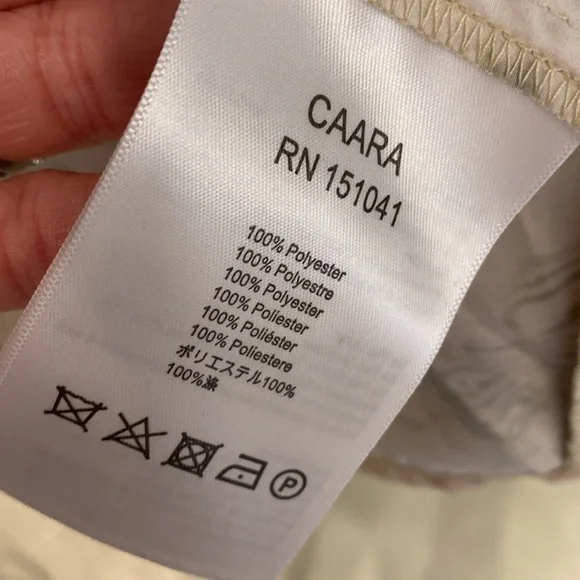 CAARA
RN 151041
100% Polyester
100% Polyestre
100% Polyester
100% Poliester
100% Poliéster
100% Poliestere
ポリエステル100%
100%涤
P